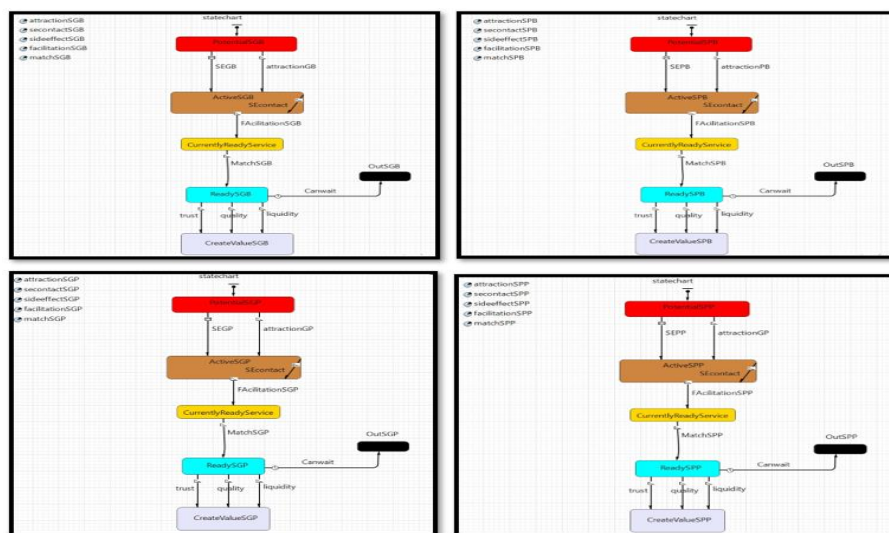 attractionSGB
secontactSGB
sideeffectSGB
facilitationSGB
matchSGB
statechart
PotentialSGB
SEGB
attractionGB
ActiveSGB
SEcontact
FAcilitationSGB
CurrentlyReadyService
MatchSGB
OutSGB
ReadySGB
Canwait
trust
quality
liquidity
CreateValueSGB
attractionSPB
secontactSPB
sideeffectSPB
facilitationSPB
matchSPB
statechart
PotentialSPB
SEPB
attractionPB
ActiveSPB
SEcontact
FAcilitationSPB
CurrentlyReadyService
MatchSPB
OutSPB
ReadySPB
Canwait
trust
quality
liquidity
CreateValueSPB
attractionSGP
secontactSGP
sideeffectSGP
facilitationSGP
matchSGP
statechart
PotentialSGP
SEGP
attractionGP
ActiveSGP
SEcontact
FAcilitationSGP
CurrentlyReadyService
MatchSGP
OutSGP
ReadySGP
Canwait
trust
quality
liquidity
CreateValueSGP
attractionSPP
secontactSPP
sideeffectSPP
facilitationSPP
matchSPP
statechart
PotentialSPP
SEPP
attractionGP
ActiveSPP
SEcontact
FAcilitationSPP
CurrentlyReadyService
MatchSPP
OutSPP
ReadySPP
Canwait
trust
quality
liquidity
CreateValueSPP